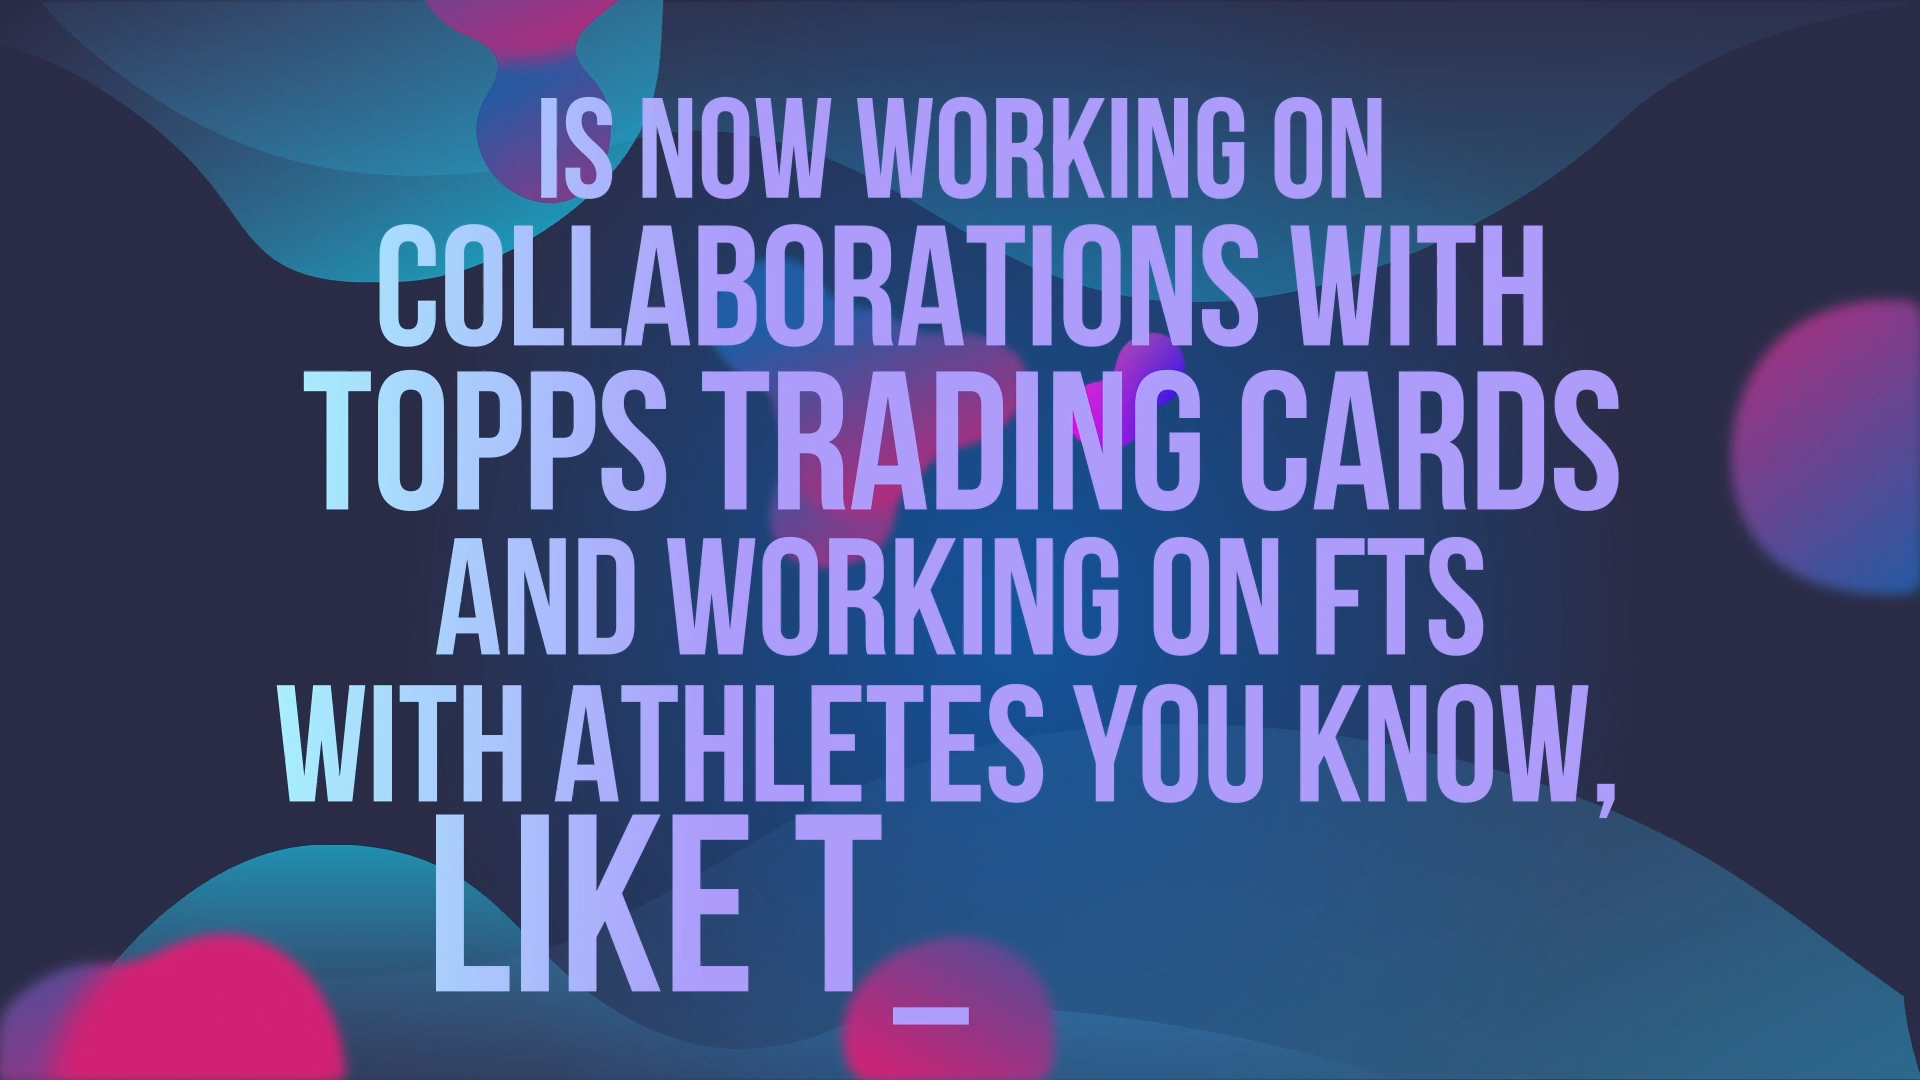 IS NOW WORKING ON
COLLABORATIONS WITH
TOPPS TRADING CARDS
AND WORKING ON FTS
WITH ATHLETES YOU KNOW,
LIKE T_